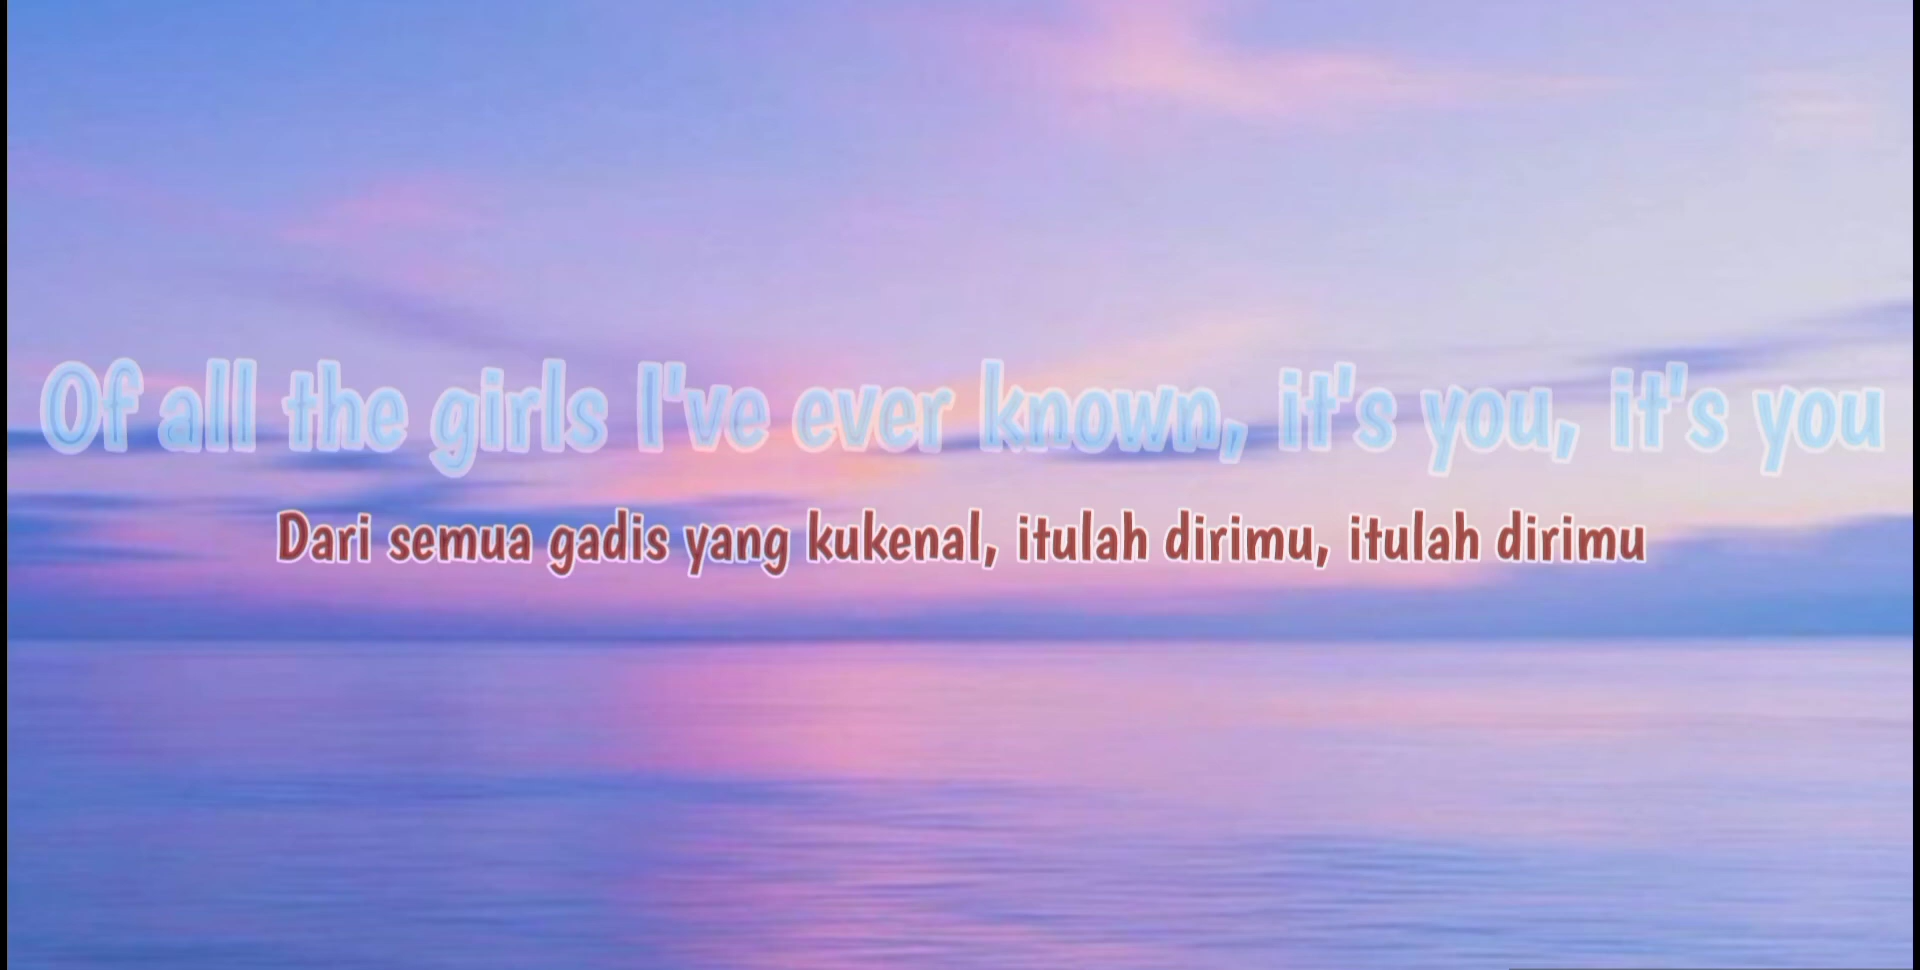 Of all the girls I've ever known, it's you, it's you
Dari semua gadis yang kukenal, itulah dirimu, itulah dirimu